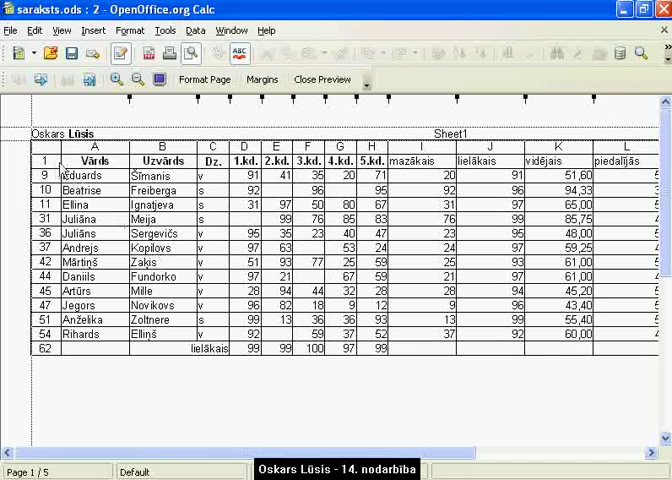 saraksts.ods : 2 - OpenOffice.org Calc
File Edit View Insert Format Tools Data Window Help
Format Page Margins Close Preview
Oskars Lūsis Sheet1
A B C D E F G H I J K L
1 Vārds Uzvārds Dz. 1.kd. 2.kd. 3.kd. 4.kd. 5.kd. mazākais lielākais vidējais piedalījās
9 Eduards Šīmanis v 91 41 35 20 71 20 91 51,60
10 Beatrise Freiberga s 92 96 95 92 96 94,33
11 Ellina Ignatjeva s 31 97 50 80 67 31 97 65,00
31 Juliāna Meija s 99 76 85 83 76 99 85,75
36 Juliāns Sergevičs v 95 35 23 40 47 23 95 48,00
37 Andrejs Kopilovs v 97 63 53 24 24 97 59,25
42 Mārtiņš Zaķis v 51 93 77 25 59 25 93 61,00
44 Daniils Fundorko v 97 21 67 59 21 97 61,00
45 Artūrs Mille v 28 94 44 32 28 28 94 45,20
47 Jegors Novikovs v 96 82 18 9 12 9 96 43,40
51 Anželika Zoltnere s 99 13 36 36 93 13 99 55,40
54 Rihards Elliņš v 92 59 37 52 37 92 60,00
62 lielākais 99 99 100 97 99
Page 1 / 5 Default
Oskars Lūsis - 14. nodarbība